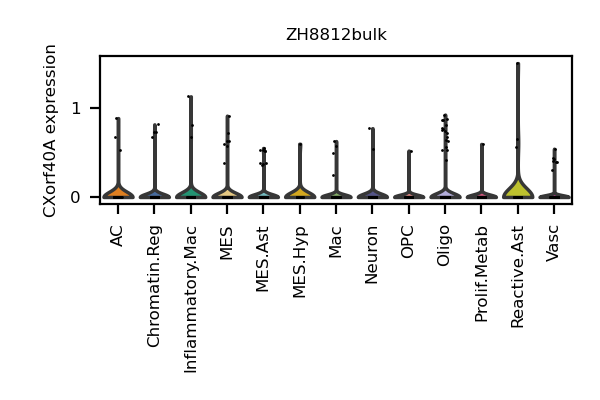 ZH8812bulk
CXorf40A expression
1
0
AC
Chromatin.Reg
Inflammatory.Mac
MES
MES.Ast
MES.Hyp
Mac
Neuron
OPC
Oligo
Prolif.Metab
Reactive.Ast
Vasc